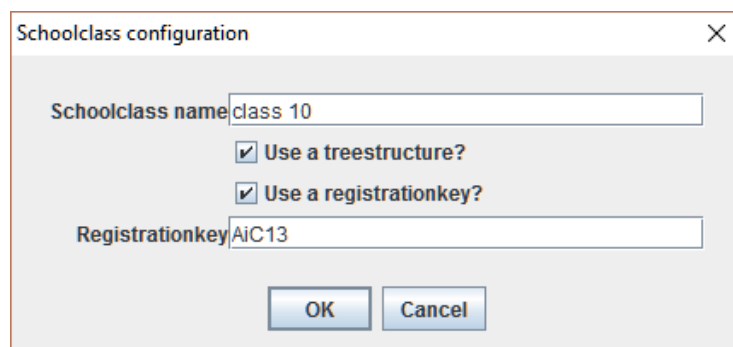 Schoolclass configuration
Schoolclass name class 10
Use a treestructure?
Use a registrationkey?
Registrationkey AiC13
OK Cancel